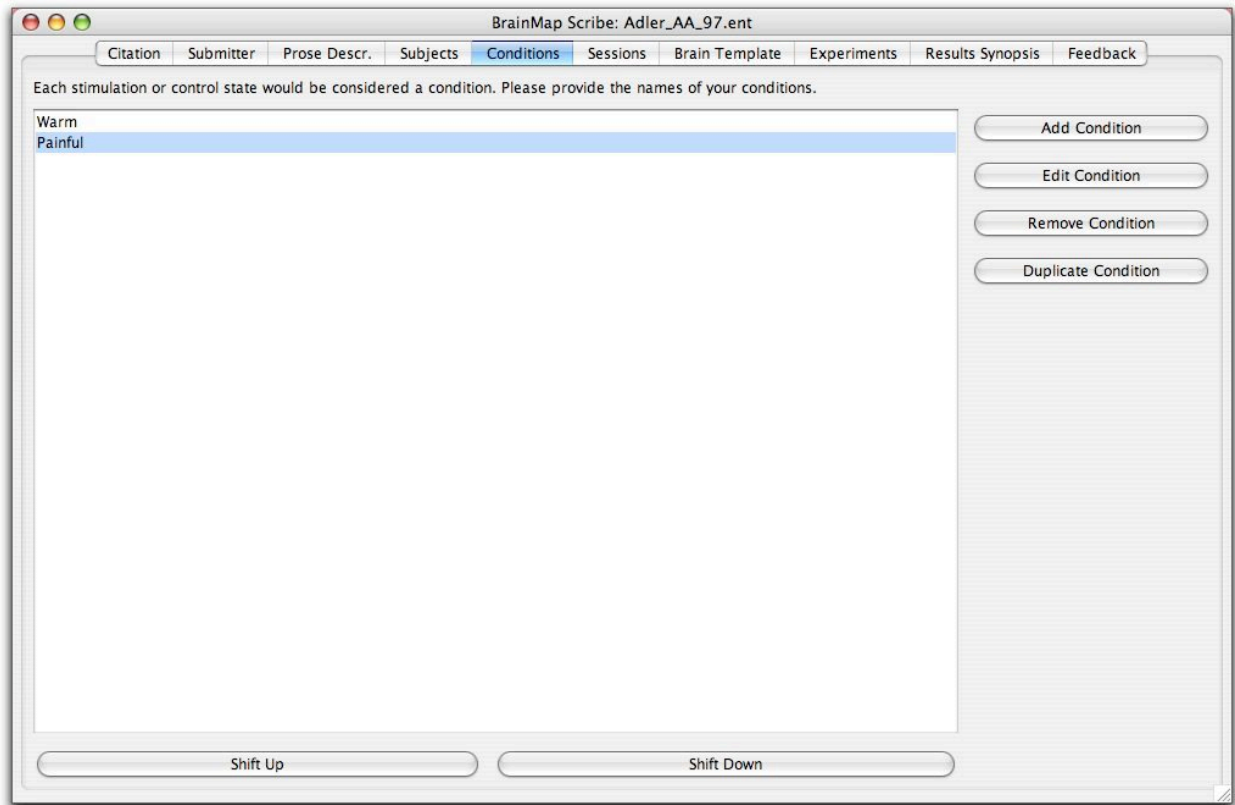 BrainMap Scribe: Adler_AA_97.ent
Citation Submitter Prose Descr. Subjects Conditions Sessions Brain Template Experiments Results Synopsis Feedback
Each stimulation or control state would be considered a condition. Please provide the names of your conditions.
Warm
Painful
Add Condition
Edit Condition
Remove Condition
Duplicate Condition
Shift Up Shift Down